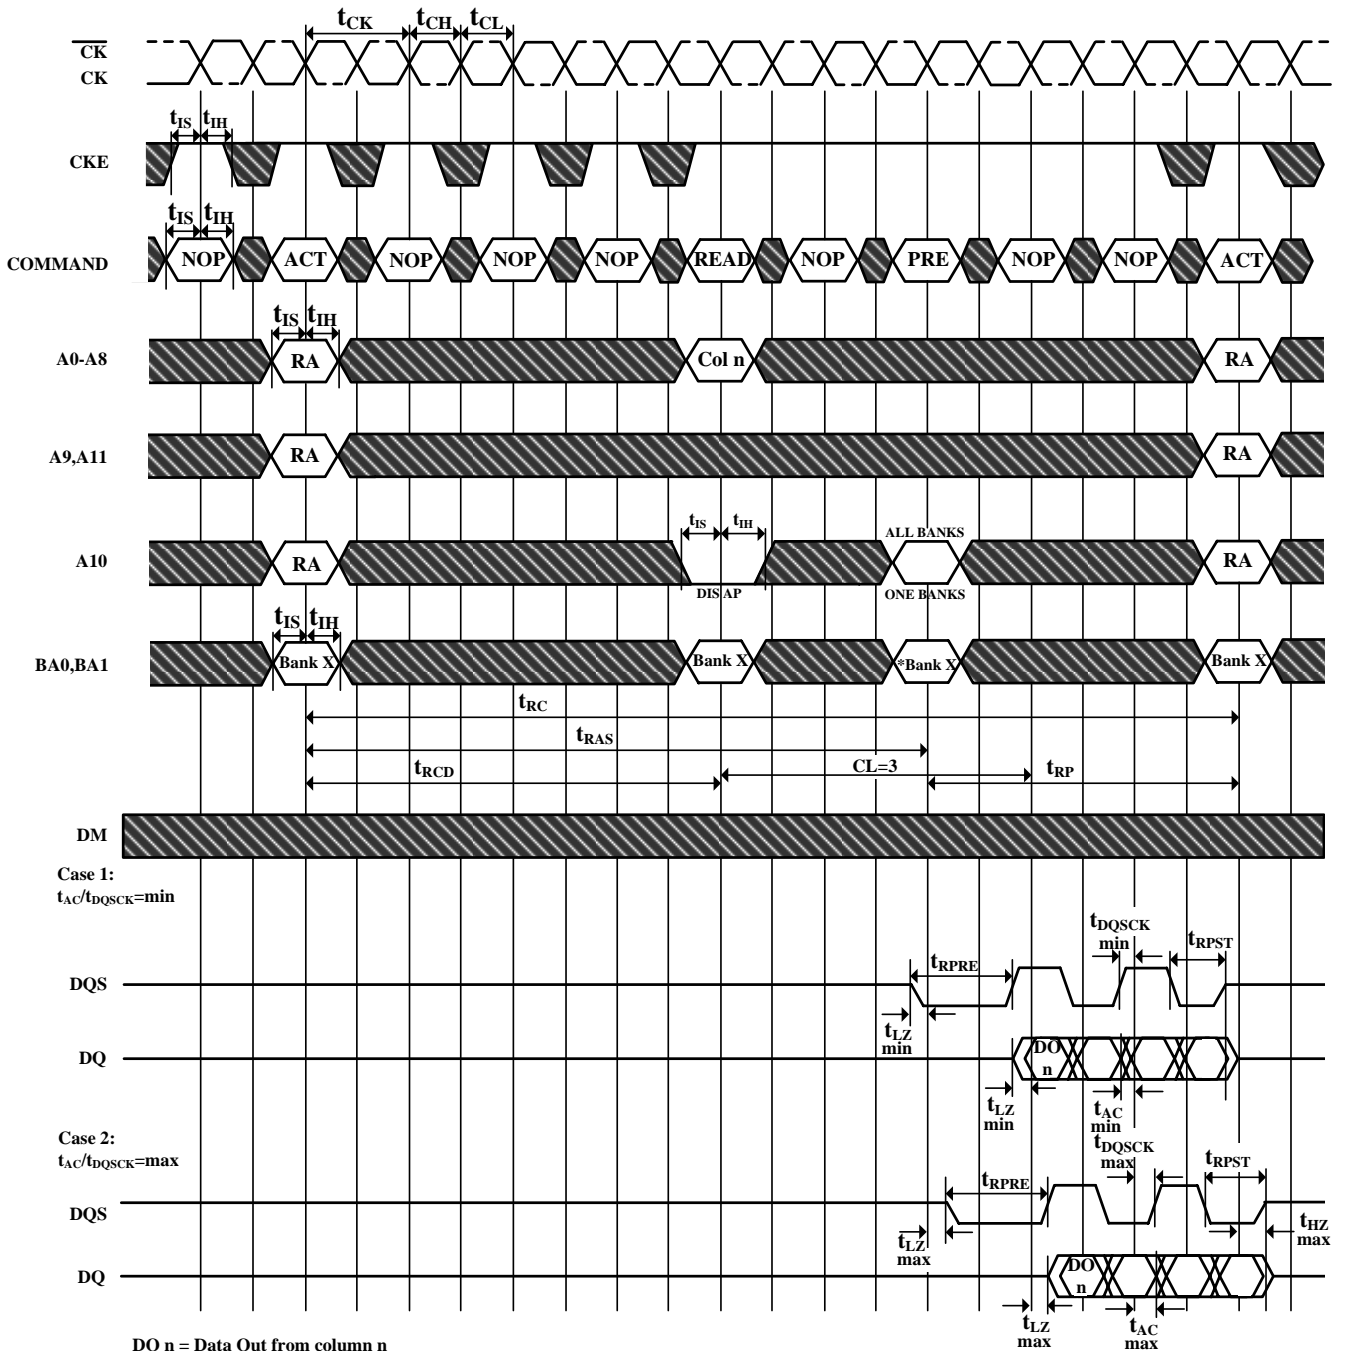 tCK tCH tCL
CK
CK
tIS tIH
CKE
tIS tIH
COMMAND NOP ACT NOP NOP NOP READ NOP PRE NOP NOP ACT
tIS tIH
A0-A8 RA Col n RA
A9,A11 RA RA
tIS tIH ALL BANKS
A10 RA RA
DIS AP ONE BANKS
tIS tIH
BA0,BA1 Bank X Bank X *Bank X Bank X
tRC
tRAS
tRCD CL=3 tRP
DM
Case 1:
tAC/tDQSCK=min
tDQSCK
min
tRPST
tRPRE
DQS
tLZ
min
DQ DO
n
tLZ
min
tAC
min
Case 2:
tAC/tDQSCK=max
tDQSCK
max
tRPST
tRPRE
DQS
tLZ
max
tHZ
max
DQ DO
n
tLZ
max
tAC
max
DO n = Data Out from column n